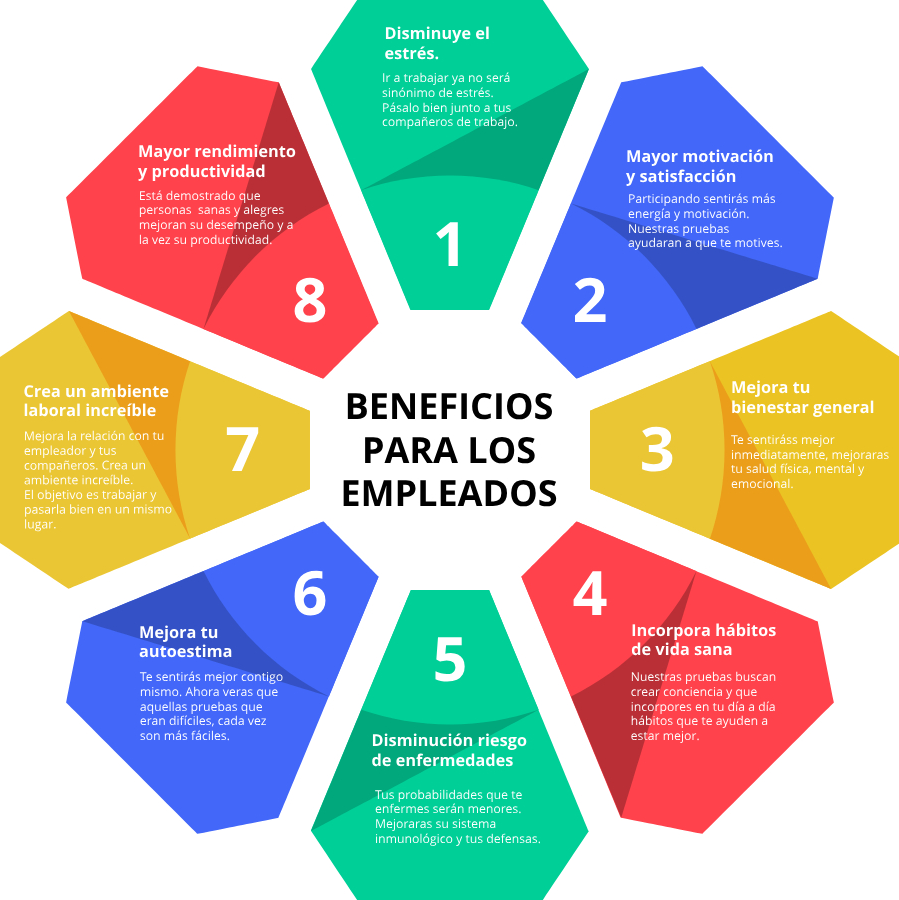 BENEFICIOS
PARA LOS
EMPLEADOS
1
Disminuye el
estrés.
Ir a trabajar ya no será
sinónimo de estrés.
Pásalo bien junto a tus
compañeros de trabajo.
2
Mayor motivación
y satisfacción
Participando sentirás más
energía y motivación.
Nuestras pruebas
ayudaran a que te motives.
3
Mejora tu
bienestar general
Te sentiráss mejor
inmediatamente, mejoraras
tu salud física, mental y
emocional.
4
Incorpora hábitos
de vida sana
Nuestras pruebas buscan
crear conciencia y que
incorpores en tu día a día
hábitos que te ayuden a
estar mejor.
5
Disminución riesgo
de enfermedades
Tus probabilidades que te
enfermes serán menores.
Mejoraras su sistema
inmunológico y tus defensas.
6
Mejora tu
autoestima
Te sentirás mejor contigo
mismo. Ahora veras que
aquellas pruebas que
eran difíciles, cada vez
son más fáciles.
7
Crea un ambiente
laboral increíble
Mejora la relación con tu
empleador y tus
compañeros. Crea un
ambiente increíble.
El objetivo es trabajar y
pasarla bien en un mismo
lugar.
8
Mayor rendimiento
y productividad
Está demostrado que
personas  sanas y alegres
mejoran su desempeño y a
la vez su productividad.